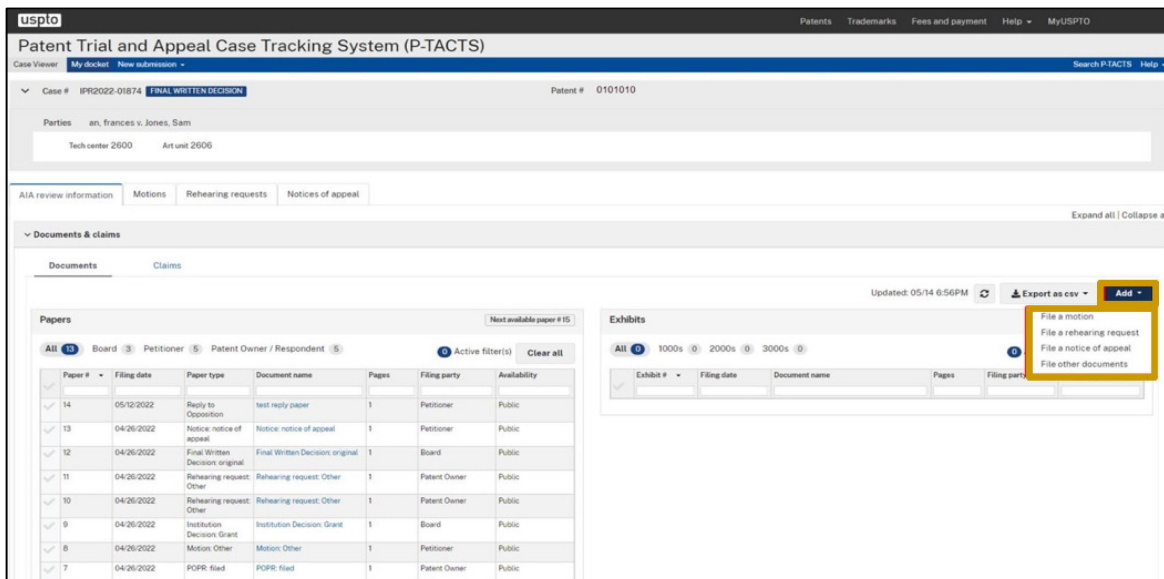 uspto
Patents Trademarks Fees and payment Help MyUSPTO
Patent Trial and Appeal Case Tracking System (P-TACTS)
Case Viewer My docket New submission Search P-TACTS Help
Case # IPR2022-01874 FINAL WRITTEN DECISION Patent # 0101010
Parties an, frances v. Jones, Sam
Tech center 2600 Art unit 2606
AIA review information Motions Rehearing requests Notices of appeal
Expand all | Collapse a
Documents & claims
Documents Claims
Updated: 05/14 6:56PM Export as csv Add
File a motion
File a rehearing request
File a notice of appeal
File other documents
Papers Next available paper #15
All 13 Board 3 Petitioner 5 Patent Owner / Respondent 5 0 Active filter(s) Clear all
Paper # Filing date Paper type Document name Pages Filing party Availability
14 05/12/2022 Reply to Opposition test reply paper 1 Petitioner Public
13 04/26/2022 Notice: notice of appeal Notice: notice of appeal 1 Petitioner Public
12 04/26/2022 Final Written Decision: original Final Written Decision: original 1 Board Public
11 04/26/2022 Rehearing request: Other Rehearing request: Other 1 Patent Owner Public
10 04/26/2022 Rehearing request: Other Rehearing request: Other 1 Patent Owner Public
9 04/26/2022 Institution Decision: Grant Institution Decision: Grant 1 Board Public
8 04/26/2022 Motion: Other Motion: Other 1 Petitioner Public
7 04/26/2022 POPR: filed POPR: filed 1 Patent Owner Public
Exhibits
All 0 1000s 0 2000s 0 3000s 0 0
Exhibit # Filing date Document name Pages Filing party